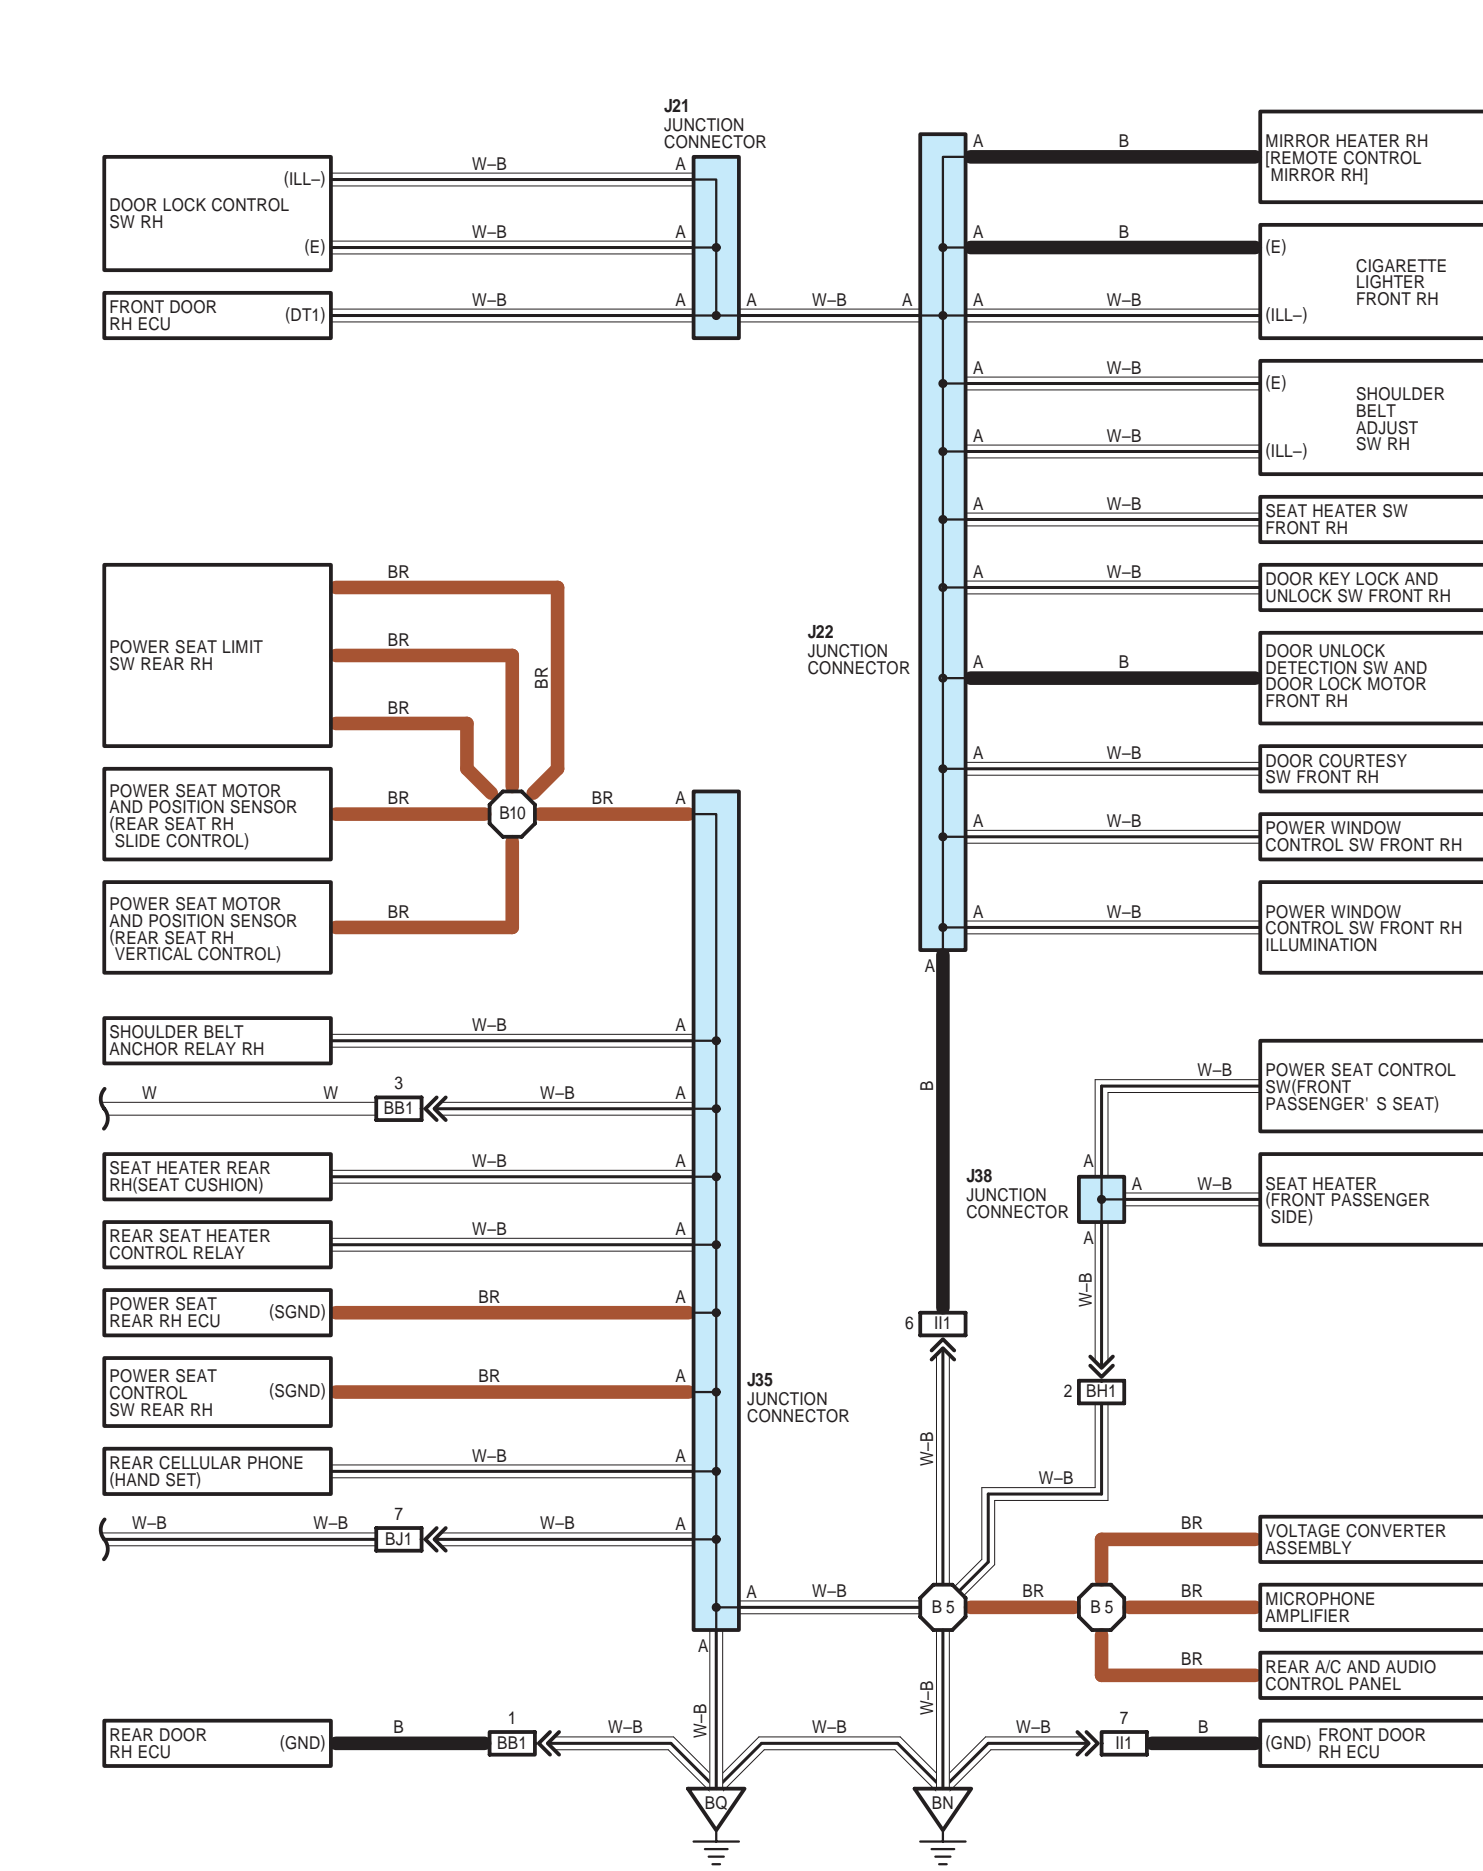 J21
JUNCTION
CONNECTOR
DOOR LOCK CONTROL
SW RH
(ILL–)
W–B
A
(E)
W–B
A
FRONT DOOR
RH ECU
(DT1)
W–B
A
A
W–B
A
A
B
MIRROR HEATER RH
[REMOTE CONTROL
MIRROR RH]
A
B
(E)
CIGARETTE
LIGHTER
FRONT RH
A
W–B
(ILL–)
A
W–B
(E)
SHOULDER
BELT
ADJUST
SW RH
A
W–B
(ILL–)
A
W–B
SEAT HEATER SW
FRONT RH
A
W–B
DOOR KEY LOCK AND
UNLOCK SW FRONT RH
J22
JUNCTION
CONNECTOR
A
B
DOOR UNLOCK
DETECTION SW AND
DOOR LOCK MOTOR
FRONT RH
A
W–B
DOOR COURTESY
SW FRONT RH
A
W–B
POWER WINDOW
CONTROL SW FRONT RH
A
W–B
POWER WINDOW
CONTROL SW FRONT RH
ILLUMINATION
A
B
POWER SEAT LIMIT
SW REAR RH
BR
BR
BR
BR
POWER SEAT MOTOR
AND POSITION SENSOR
(REAR SEAT RH
SLIDE CONTROL)
BR
B10
BR
A
POWER SEAT MOTOR
AND POSITION SENSOR
(REAR SEAT RH
VERTICAL CONTROL)
BR
SHOULDER BELT
ANCHOR RELAY RH
W–B
A
W
W
3
BB1
W–B
A
SEAT HEATER REAR
RH(SEAT CUSHION)
W–B
A
REAR SEAT HEATER
CONTROL RELAY
W–B
A
POWER SEAT
REAR RH ECU
(SGND)
BR
A
POWER SEAT
CONTROL
SW REAR RH
(SGND)
BR
A
J35
JUNCTION
CONNECTOR
REAR CELLULAR PHONE
(HAND SET)
W–B
A
W–B
W–B
7
BJ1
W–B
A
W–B
POWER SEAT CONTROL
SW(FRONT
PASSENGER' S SEAT)
A
J38
JUNCTION
CONNECTOR
A
W–B
SEAT HEATER
(FRONT PASSENGER
SIDE)
A
W–B
6
II1
2
BH1
W–B
W–B
A
W–B
B 5
BR
B 5
BR
VOLTAGE CONVERTER
ASSEMBLY
BR
MICROPHONE
AMPLIFIER
BR
REAR A/C AND AUDIO
CONTROL PANEL
A
W–B
W–B
REAR DOOR
RH ECU
(GND)
B
1
BB1
W–B
W–B
W–B
7
II1
B
(GND)
FRONT DOOR
RH ECU
BQ
BN